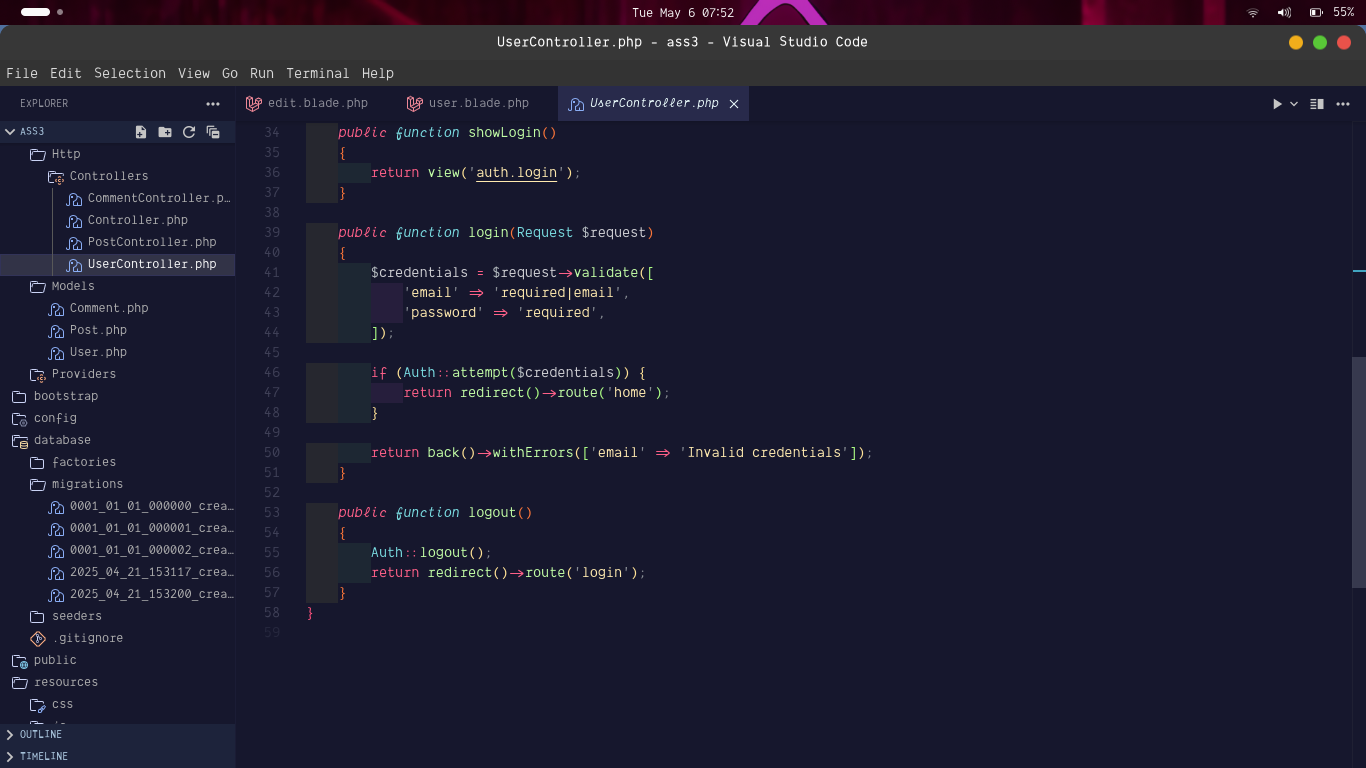 Tue May 6 07:52
55%
UserController.php - ass3 - Visual Studio Code
File Edit Selection View Go Run Terminal Help
EXPLORER
ASS3
Http
Controllers
CommentController.p…
Controller.php
PostController.php
UserController.php
Models
Comment.php
Post.php
User.php
Providers
bootstrap
config
database
factories
migrations
0001_01_01_000000_crea…
0001_01_01_000001_crea…
0001_01_01_000002_crea…
2025_04_21_153117_crea…
2025_04_21_153200_crea…
seeders
.gitignore
public
resources
css
OUTLINE
TIMELINE
edit.blade.php
user.blade.php
UserController.php
34 public function showLogin()
35 {
36 return view('auth.login');
37 }
38
39 public function login(Request $request)
40 {
41 $credentials = $request->validate([
42 'email' => 'required|email',
43 'password' => 'required',
44 ]);
45
46 if (Auth::attempt($credentials)) {
47 return redirect()->route('home');
48 }
49
50 return back()->withErrors(['email' => 'Invalid credentials']);
51 }
52
53 public function logout()
54 {
55 Auth::logout();
56 return redirect()->route('login');
57 }
58 }
59